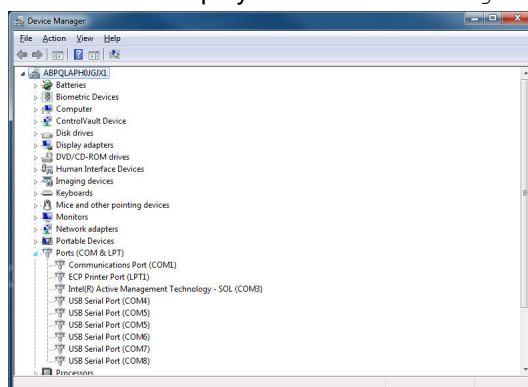 Device Manager
File Action View Help
ABPQLAPH0JGJX1
Batteries
Biometric Devices
Computer
ControlVault Device
Disk drives
Display adapters
DVD/CD-ROM drives
Human Interface Devices
Imaging devices
Keyboards
Mice and other pointing devices
Monitors
Network adapters
Portable Devices
Ports (COM & LPT)
Communications Port (COM1)
ECP Printer Port (LPT1)
Intel(R) Active Management Technology - SOL (COM3)
USB Serial Port (COM4)
USB Serial Port (COM5)
USB Serial Port (COM5)
USB Serial Port (COM6)
USB Serial Port (COM7)
USB Serial Port (COM8)
Processors